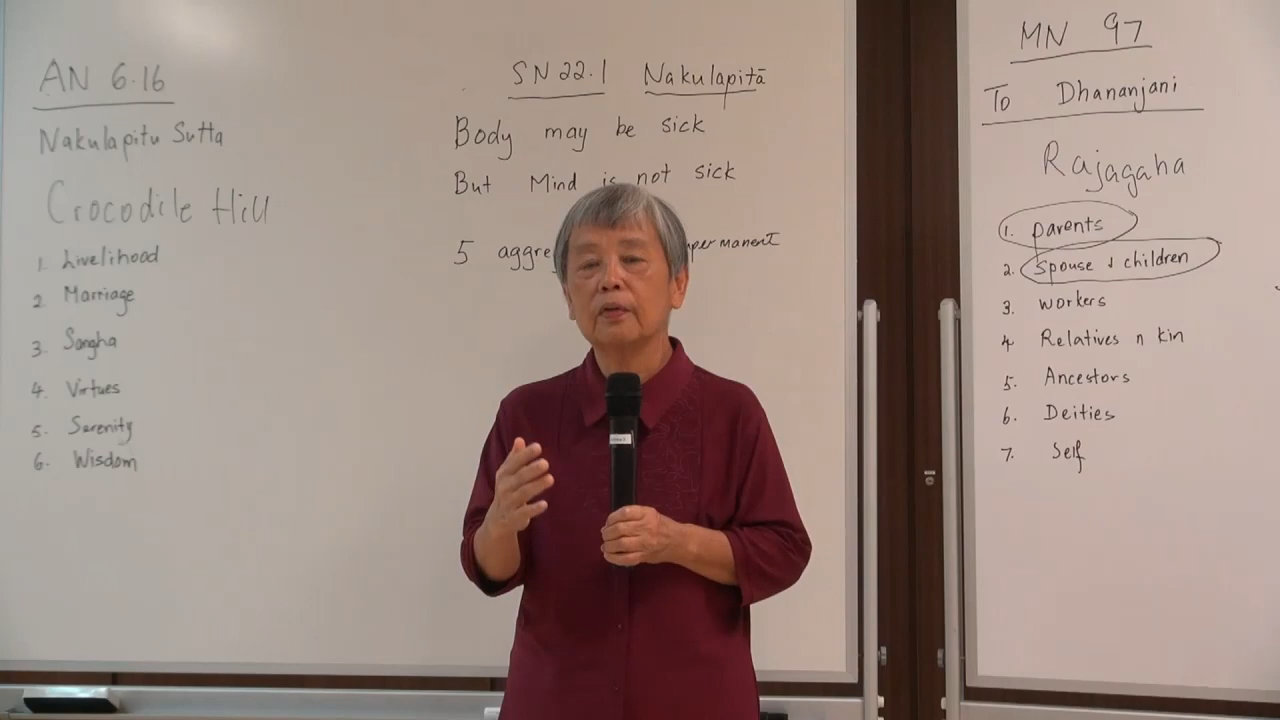 AN 6.16
Nakulapitu Sutta
Crocodile Hill
1. Livelihood
2. Marriage
3. Sangha
4. Virtues
5. Serenity
6. Wisdom
SN 22.1 Nakulapitā
Body may be sick
But Mind is not sick
5 aggre permanent
MN 97
To Dhananjani
Rajagaha
1. parents
2. spouse & children
3. workers
4 Relatives n kin
5. Ancestors
6. Deities
7. Self